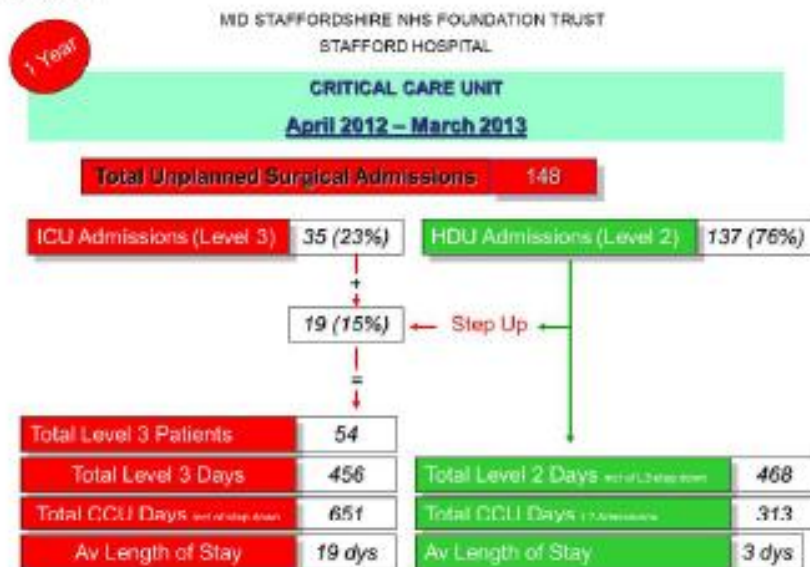 MID STAFFORDSHIRE NHS FOUNDATION TRUST
STAFFORD HOSPITAL
1 Year
CRITICAL CARE UNIT
April 2012 – March 2013
Total Unplanned Surgical Admissions 148
ICU Admissions (Level 3) 35 (23%) HDU Admissions (Level 2) 137 (76%)
+
19 (15%) Step Up
=
Total Level 3 Patients 54
Total Level 3 Days 456 Total Level 2 Days 468
Total CCU Days 651 Total CCU Days 313
Av Length of Stay 19 dys Av Length of Stay 3 dys